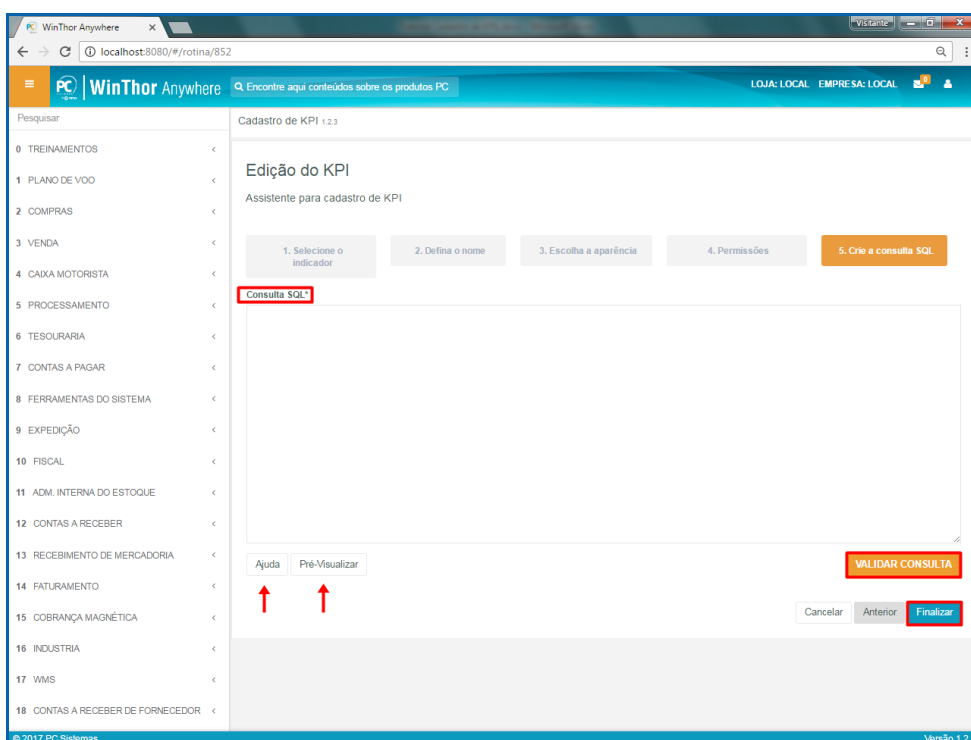 WinThor Anywhere
Visitante
localhost:8080/#/rotina/852
PC | WinThor Anywhere
Encontre aqui conteúdos sobre os produtos PC
LOJA: LOCAL EMPRESA: LOCAL
0
Pesquisar
Cadastro de KPI 1.2.3
0 TREINAMENTOS
1 PLANO DE VOO
2 COMPRAS
3 VENDA
4 CAIXA MOTORISTA
5 PROCESSAMENTO
6 TESOURARIA
7 CONTAS A PAGAR
8 FERRAMENTAS DO SISTEMA
9 EXPEDIÇÃO
10 FISCAL
11 ADM. INTERNA DO ESTOQUE
12 CONTAS A RECEBER
13 RECEBIMENTO DE MERCADORIA
14 FATURAMENTO
15 COBRANÇA MAGNÉTICA
16 INDUSTRIA
17 WMS
18 CONTAS A RECEBER DE FORNECEDOR
Edição do KPI
Assistente para cadastro de KPI
1. Selecione o
indicador
2. Defina o nome
3. Escolha a aparência
4. Permissões
5. Crie a consulta SQL
Consulta SQL*
Ajuda
Pré-Visualizar
VALIDAR CONSULTA
Cancelar
Anterior
Finalizar
© 2017 PC Sistemas
Versão 1.2